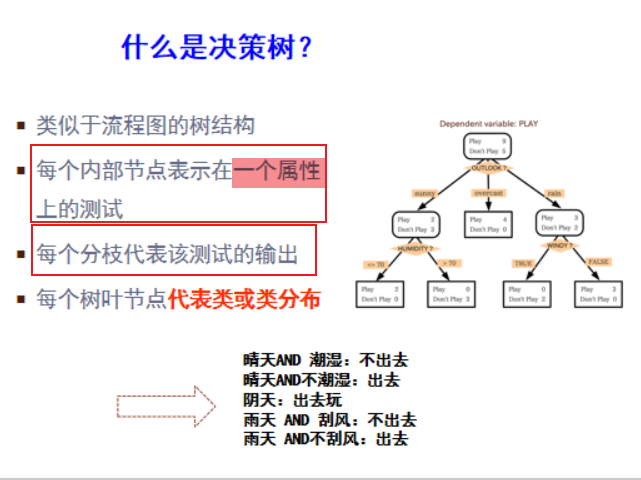 什么是决策树？
类似于流程图的树结构
每个内部节点表示在一个属性
上的测试
每个分枝代表该测试的输出
每个树叶节点代表类或类分布
Dependent variable: PLAY
Play 9
Don't Play 5
OUTLOOK ?
sunny
overcast
rain
Play 2
Don't Play 3
Play 4
Don't Play 0
Play 3
Don't Play 2
HUMIDITY ?
WINDY ?
<= 70
> 70
TRUE
FALSE
Play 2
Don't Play 0
Play 0
Don't Play 3
Play 0
Don't Play 2
Play 3
Don't Play 0
晴天AND 潮湿：不出去
晴天AND不潮湿：出去
阴天：出去玩
雨天 AND 刮风：不出去
雨天 AND不刮风：出去